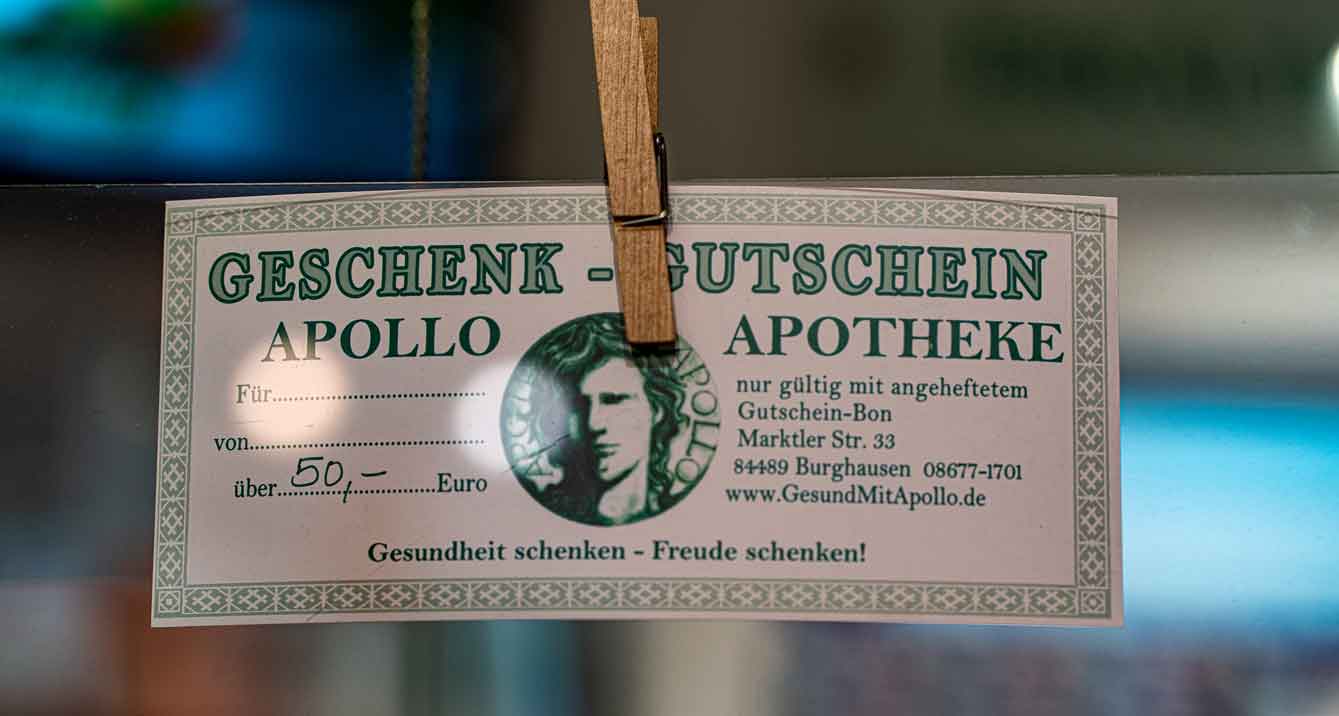 GESCHENK - GUTSCHEIN
APOLLO APOTHEKE
Für
von
über 50,- Euro
APOLLO
nur gültig mit angeheftetem
Gutschein-Bon
Marktler Str. 33
84489 Burghausen 08677-1701
www.GesundMitApollo.de
Gesundheit schenken - Freude schenken!